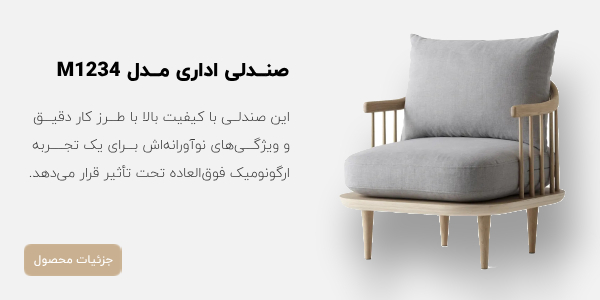 صندلی اداری مدل M1234
این صندلی با کیفیت بالا با طرز کار دقیق
و ویژگی‌های نوآورانه‌اش برای یک تجربه
ارگونومیک فوق‌العاده تحت تأثیر قرار می‌دهد.
جزئیات محصول